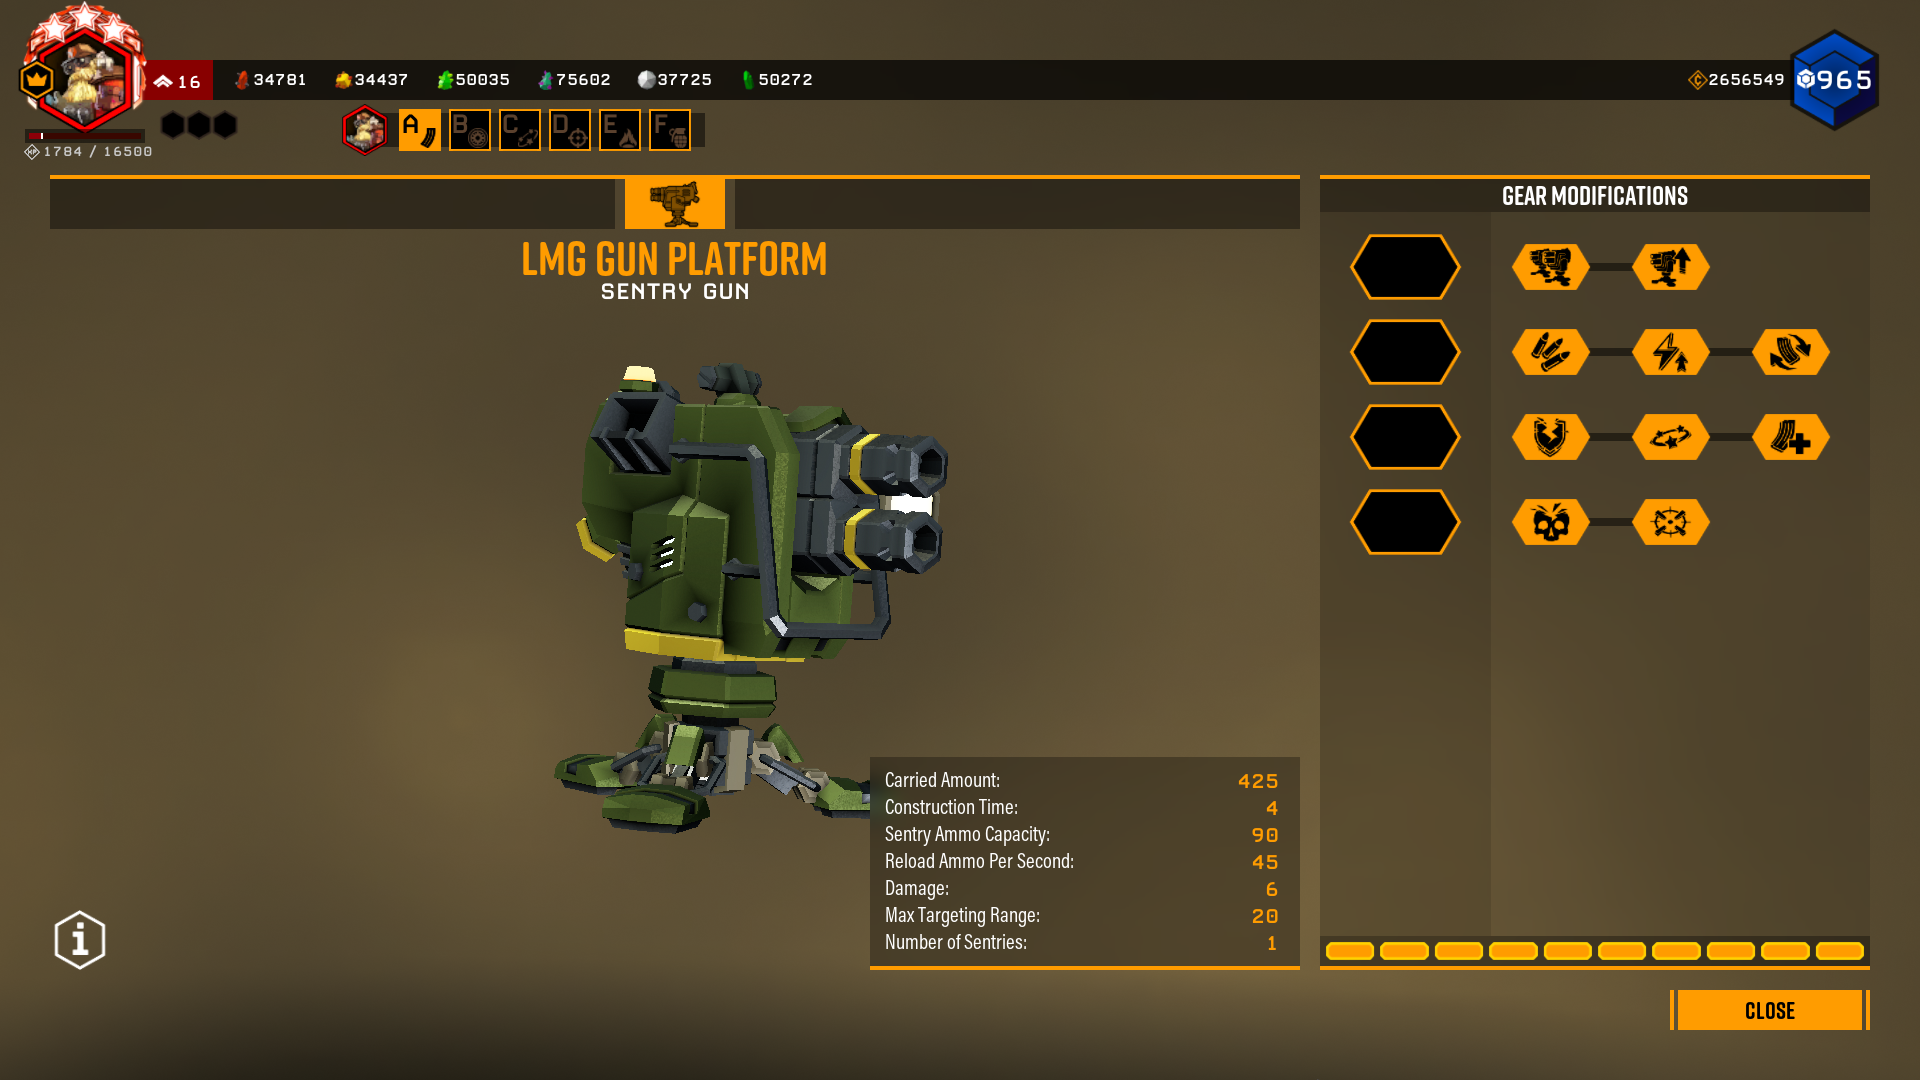 16
34781
34437
50035
75602
37725
50272
2656549
965
1784 / 16500
A
B
C
D
E
F
GEAR MODIFICATIONS
LMG GUN PLATFORM
SENTRY GUN
Carried Amount: 425
Construction Time: 4
Sentry Ammo Capacity: 90
Reload Ammo Per Second: 45
Damage: 6
Max Targeting Range: 20
Number of Sentries: 1
CLOSE